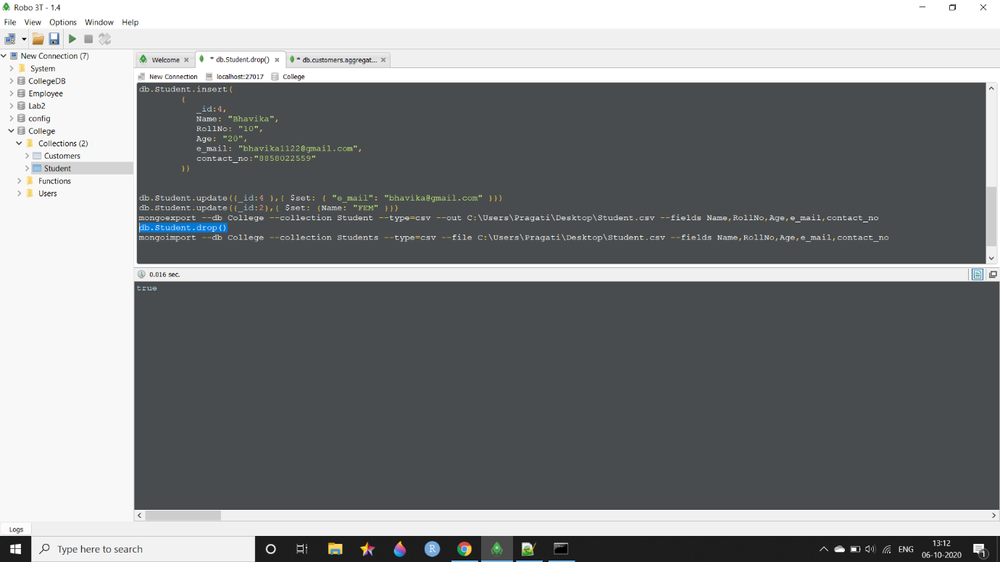 Robo 3T - 1.4
File View Options Window Help
New Connection (7)
System
CollegeDB
Employee
Lab2
config
College
Collections (2)
Customers
Student
Functions
Users
Welcome
* db.Student.drop()
* db.customers.aggregat...
New Connection localhost:27017 College
db.Student.insert(
{
_id:4,
Name: "Bhavika",
RollNo: "10",
Age: "20",
e_mail: "bhavika1122@gmail.com",
contact_no:"8858022559"
})
db.Student.update({_id:4 },{ $set: { "e_mail": "bhavika@gmail.com" }})
db.Student.update({_id:2},{ $set: {Name: "FEM" }})
mongoexport --db College --collection Student --type=csv --out C:\Users\Pragati\Desktop\Student.csv --fields Name,RollNo,Age,e_mail,contact_no
db.Student.drop()
mongoimport --db College --collection Students --type=csv --file C:\Users\Pragati\Desktop\Student.csv --fields Name,RollNo,Age,e_mail,contact_no
0.016 sec.
true
Logs
Type here to search
R
ENG
13:12
06-10-2020
1